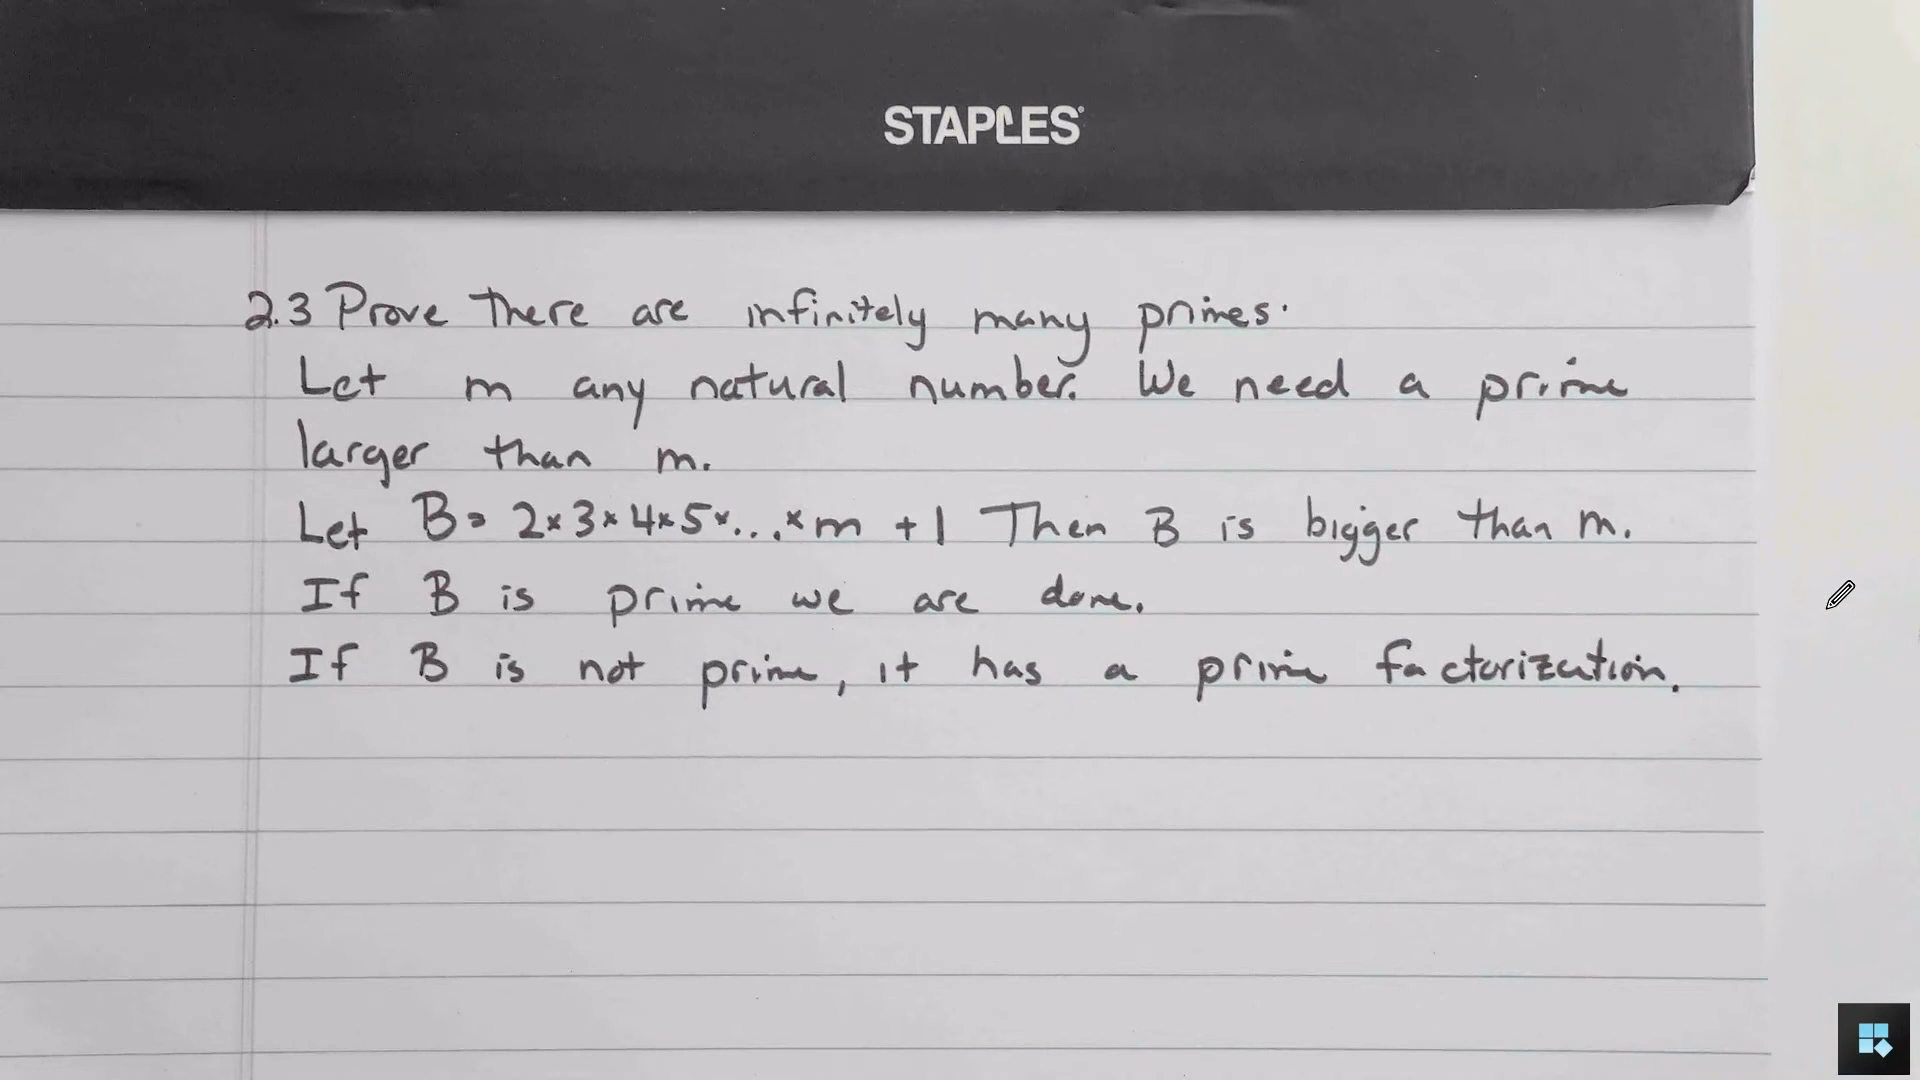 STAPLES
2.3 Prove there are infinitely many primes.
Let m any natural number. We need a prime
larger than m.
Let B = 2×3×4×5×...×m +1 Then B is bigger than m.
If B is prime we are done.
If B is not prime, it has a prime factorization.